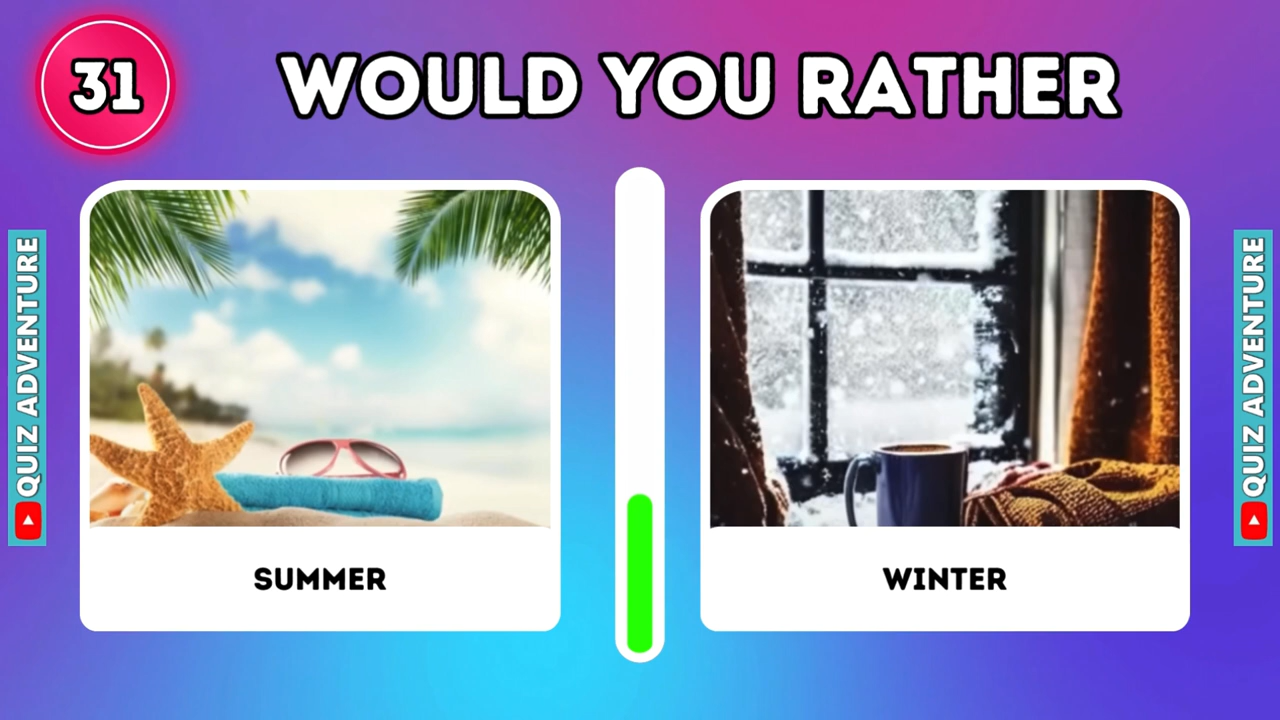 31
WOULD YOU RATHER
QUIZ ADVENTURE
SUMMER
WINTER
QUIZ ADVENTURE